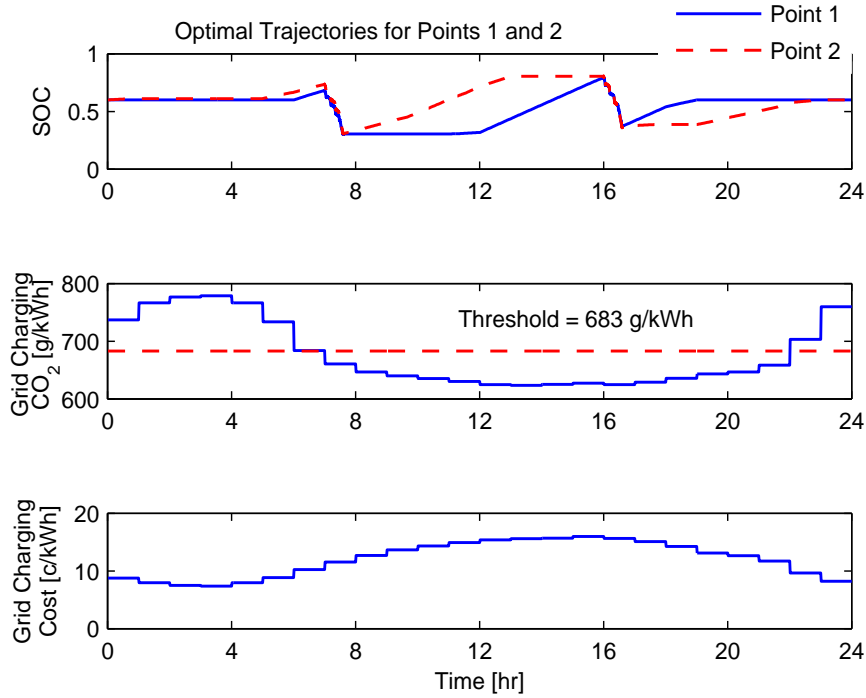 Optimal Trajectories for Points 1 and 2
Point 1
Point 2
1
0.5
0
SOC
0 4 8 12 16 20 24
800
700
600
Grid Charging
CO2 [g/kWh]
Threshold = 683 g/kWh
0 4 8 12 16 20 24
20
10
0
Grid Charging
Cost [c/kWh]
0 4 8 12 16 20 24
Time [hr]